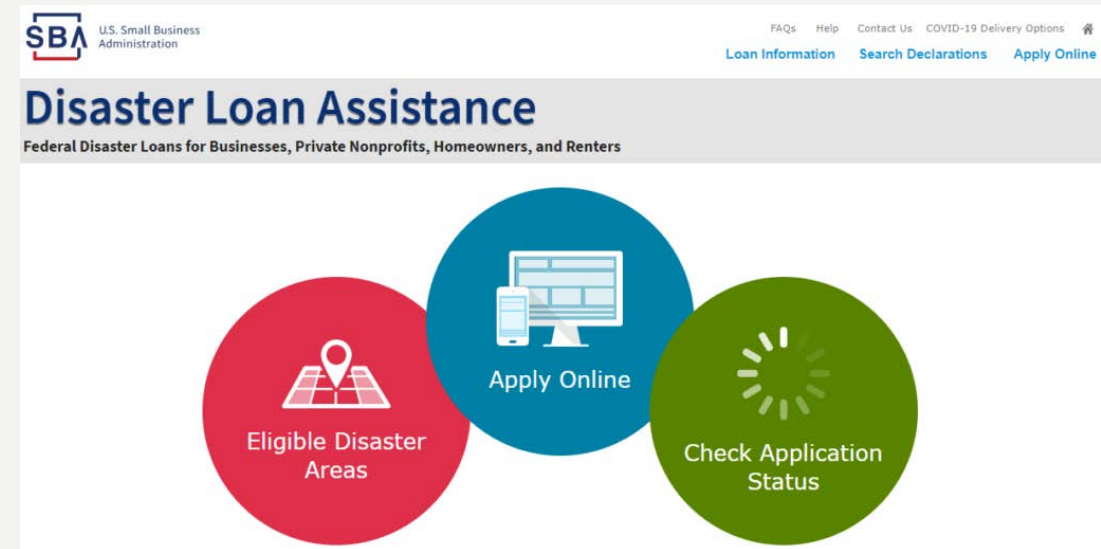 SBA
U.S. Small Business
Administration
FAQs Help Contact Us COVID-19 Delivery Options
Loan Information Search Declarations Apply Online
Disaster Loan Assistance
Federal Disaster Loans for Businesses, Private Nonprofits, Homeowners, and Renters
Apply Online
Eligible Disaster
Areas
Check Application
Status